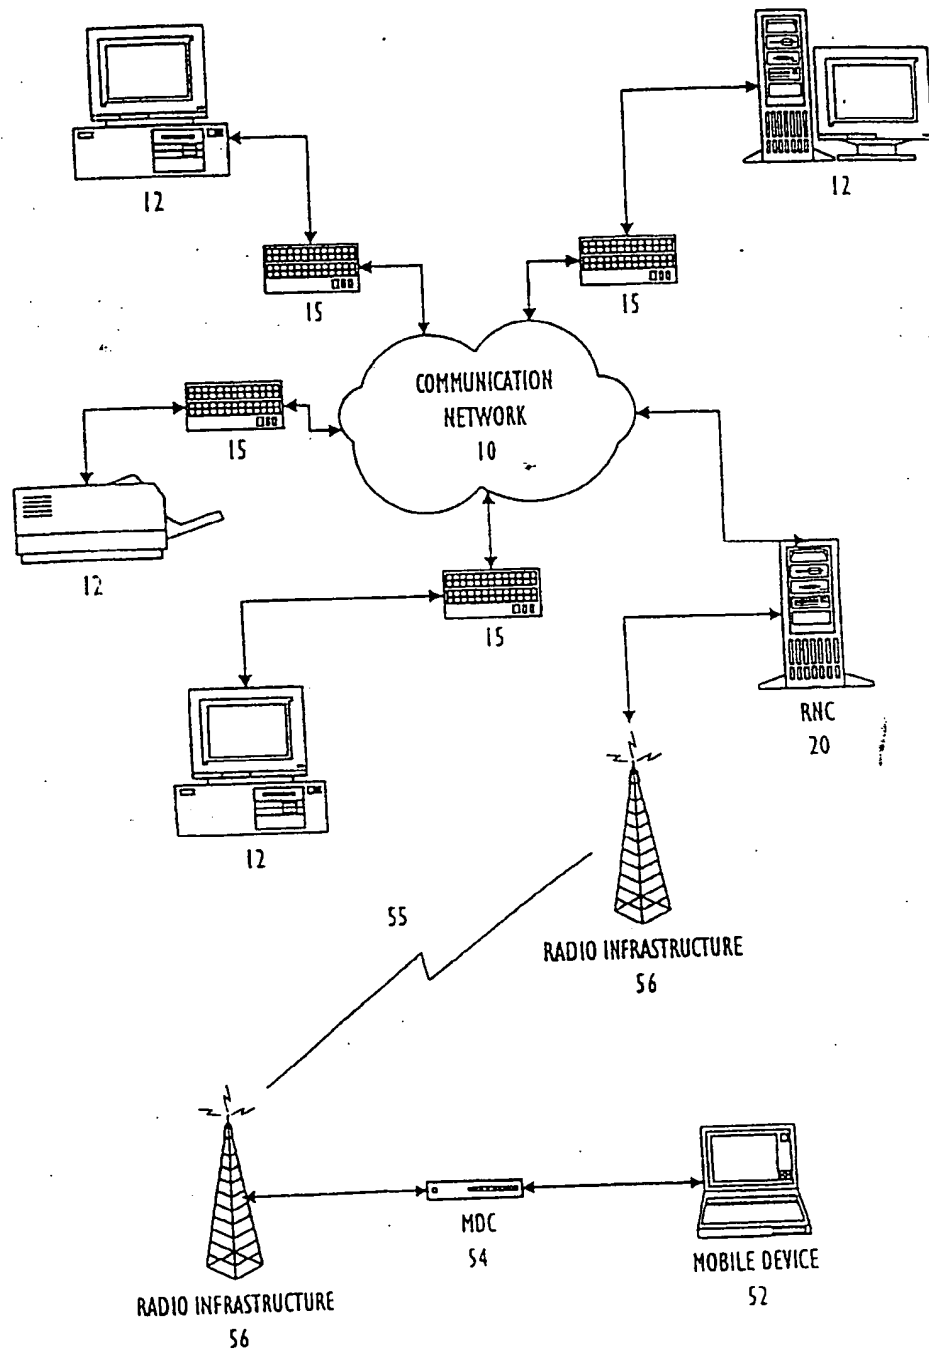 12
12
15
15
COMMUNICATION
NETWORK
10
15
12
15
RNC
20
12
55
RADIO INFRASTRUCTURE
56
MDC
54
MOBILE DEVICE
52
RADIO INFRASTRUCTURE
56